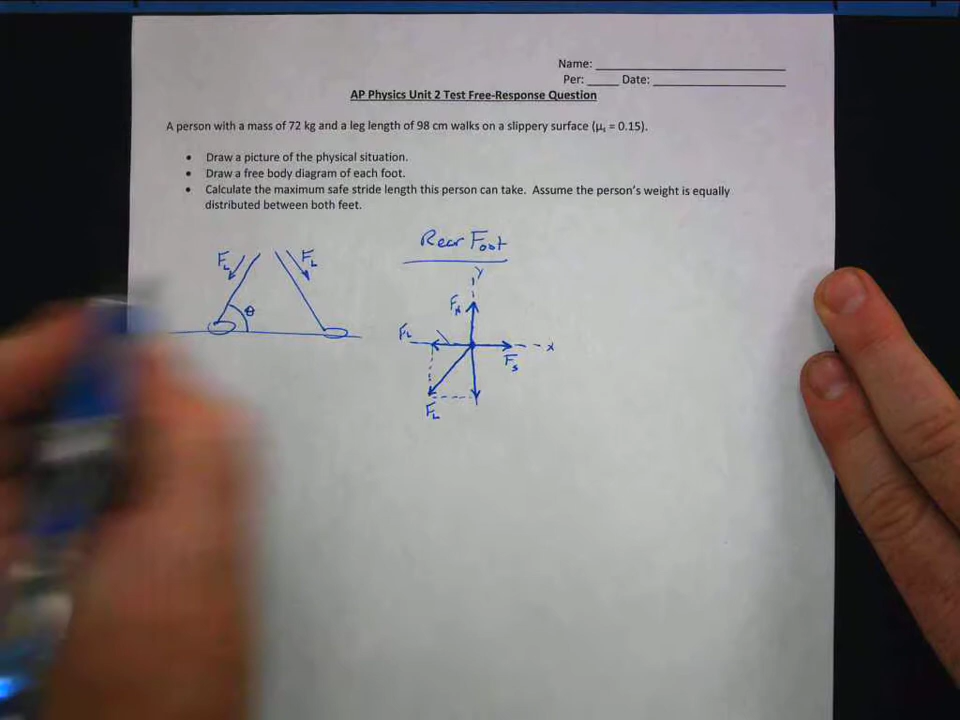 Name: ____________
Per: _____ Date: ____________
AP Physics Unit 2 Test Free-Response Question
A person with a mass of 72 kg and a leg length of 98 cm walks on a slippery surface (μs = 0.15).
• Draw a picture of the physical situation.
• Draw a free body diagram of each foot.
• Calculate the maximum safe stride length this person can take. Assume the person's weight is equally
distributed between both feet.
Rear Foot
FL FL
θ
y
FN
FL
x
Fs
FL